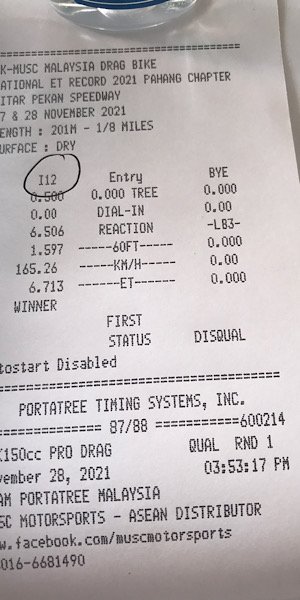 =======================================
K-MUSC MALAYSIA DRAG BIKE
ATIONAL ET RECORD 2021 PAHANG CHAPTER
ITAR PEKAN SPEEDWAY
7 & 28 NOVEMBER 2021
ENGTH : 201M - 1/8 MILES
URFACE : DRY
I12 Entry BYE
0.500 0.000 TREE 0.000
0.00 DIAL-IN 0.00
6.506 REACTION -LB3-
1.597 -----60FT----- 0.000
165.26 -----KM/H----- 0.00
6.713 ------ET------ 0.000
WINNER
FIRST
STATUS DISQUAL
tostart Disabled
=======================================
PORTATREE TIMING SYSTEMS, INC.
============= 87/88 ===========600214
150cc PRO DRAG QUAL RND 1
vember 28, 2021 03:53:17 PM
AM PORTATREE MALAYSIA
SC MOTORSPORTS - ASEAN DISTRIBUTOR
w.facebook.com/muscmotorsports
016-6681490